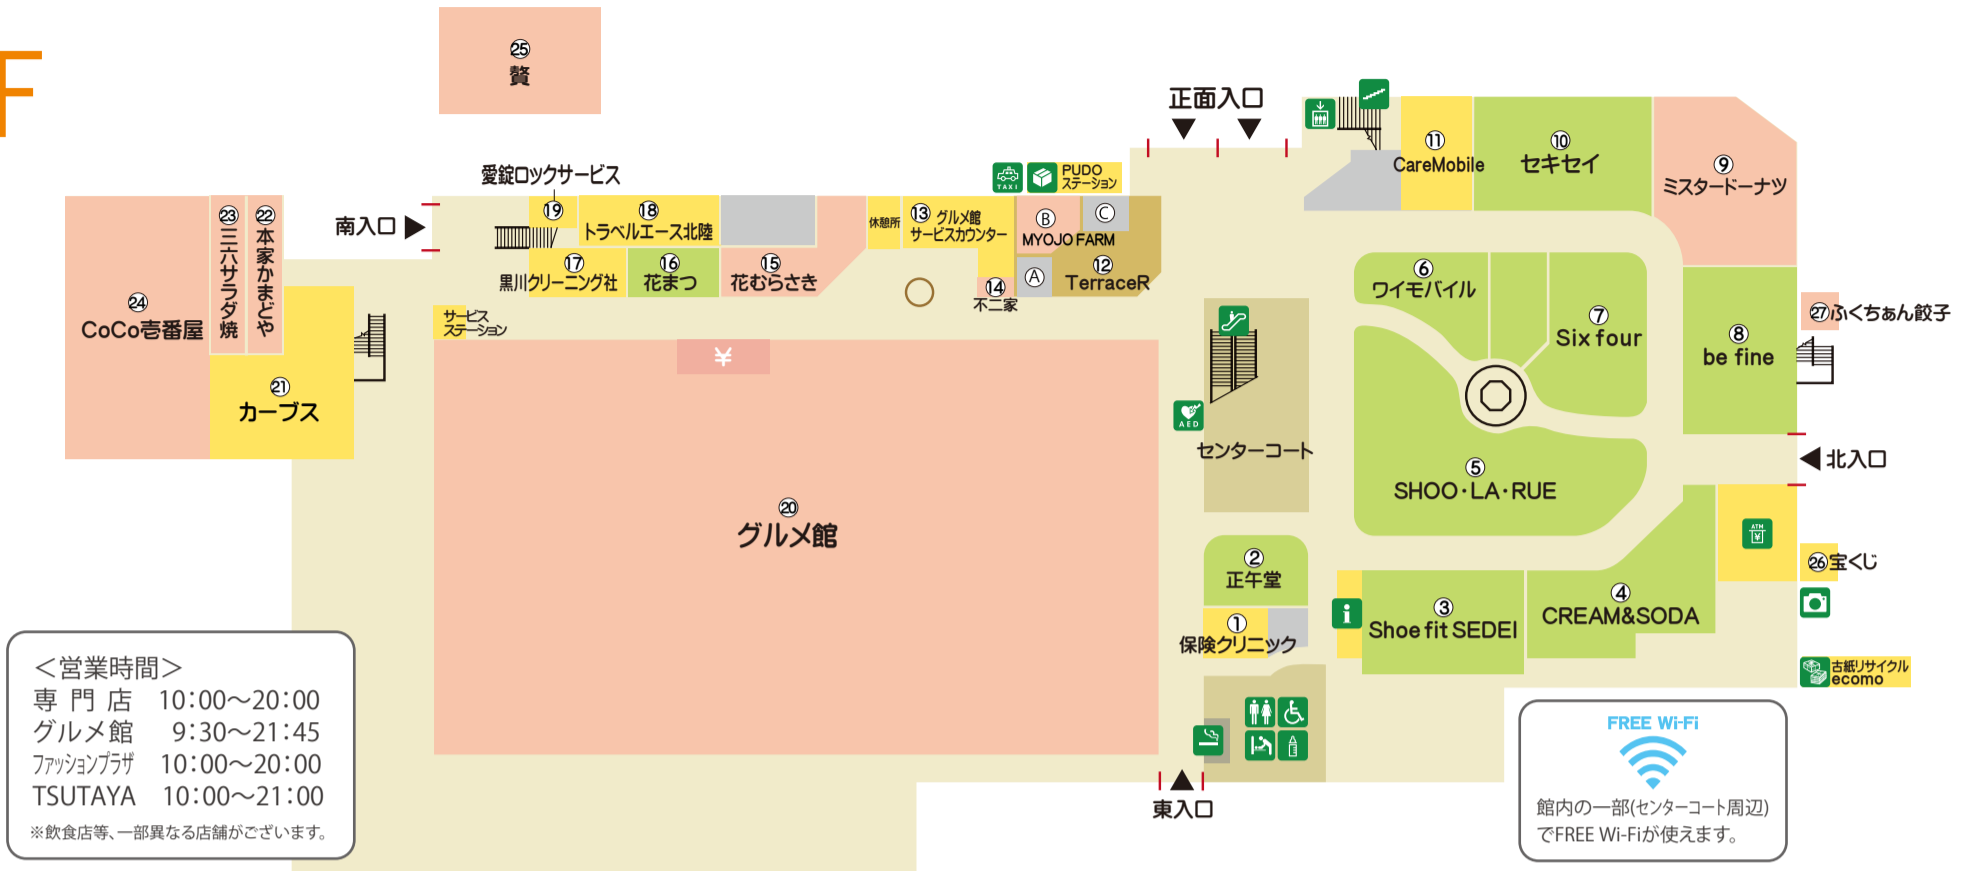 F
㉕
贅
正面入口
⑪
CareMobile
⑩
セキセイ
⑨
ミスタードーナツ
愛錠ロックサービス
TAXI
PUDO
ステーション
㉔
CoCo壱番屋
㉓三六サラダ焼
㉒本家かまどや
南入口
⑲
⑱
トラベルエース北陸
休憩所
⑬ グルメ館
サービスカウンター
Ⓑ
MYOJO FARM
Ⓒ
⑰
黒川クリーニング社
⑯
花まつ
⑮
花むらさき
⑭
不二家
Ⓐ
⑫
TerraceR
⑥
ワイモバイル
⑦
Six four
⑧
be fine
㉗ふくちぁん餃子
サービス
ステーション
¥
㉑
カーブス
AED
センターコート
⑤
SHOO・LA・RUE
北入口
⑳
グルメ館
ATM
¥
㉖宝くじ
②
正午堂
①
保険クリニック
i
③
Shoe fit SEDEI
④
CREAM&SODA
古紙リサイクル
ecomo
東入口
＜営業時間＞
専門店 10：00〜20：00
グルメ館 9：30〜21：45
ファッションプラザ 10：00〜20：00
TSUTAYA 10：00〜21：00
※飲食店等、一部異なる店舗がございます。
FREE Wi-Fi
館内の一部(センターコート周辺)
でFREE Wi-Fiが使えます。